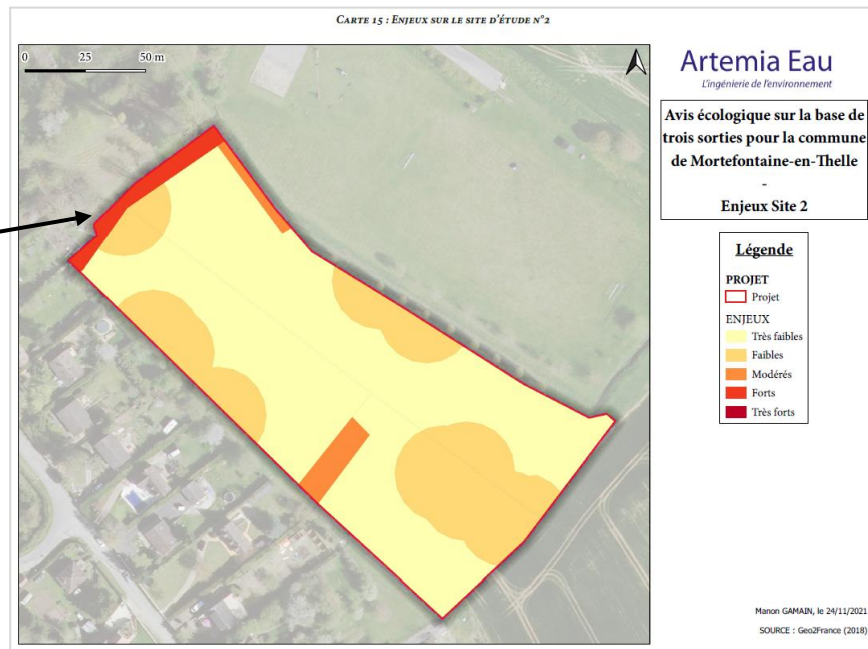 CARTE 15 : ENJEUX SUR LE SITE D'ÉTUDE N°2
0 25 50 m
Artemia Eau
L'ingénierie de l'environnement
Avis écologique sur la base de
trois sorties pour la commune
de Mortefontaine-en-Thelle
-
Enjeux Site 2
Légende
PROJET
Projet
ENJEUX
Très faibles
Faibles
Modérés
Forts
Très forts
Manon GAMAIN, le 24/11/2021
SOURCE : Geo2France (2018)